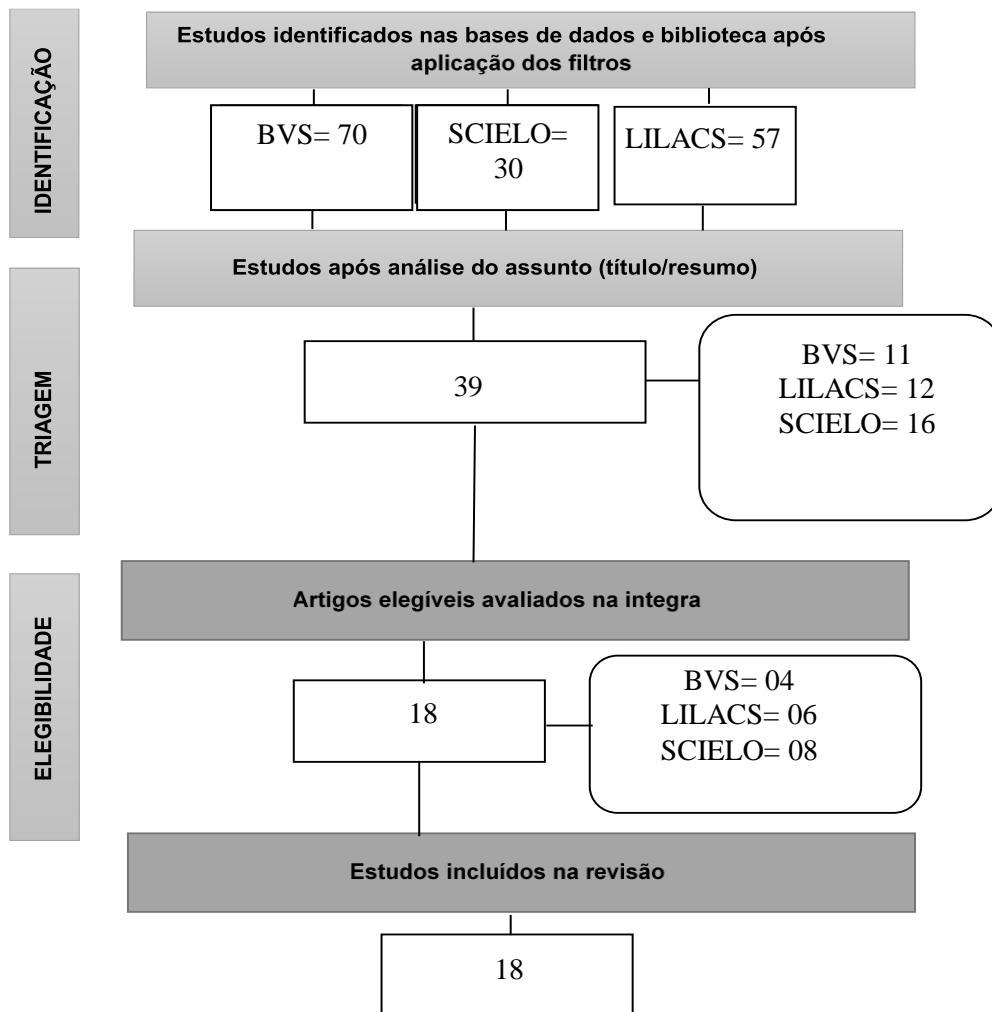 IDENTIFICAÇÃO
Estudos identificados nas bases de dados e biblioteca após
aplicação dos filtros
BVS= 70
SCIELO=
30
LILACS= 57
Estudos após análise do assunto (título/resumo)
TRIAGEM
39
BVS= 11
LILACS= 12
SCIELO= 16
Artigos elegíveis avaliados na integra
ELEGIBILIDADE
18
BVS= 04
LILACS= 06
SCIELO= 08
Estudos incluídos na revisão
18